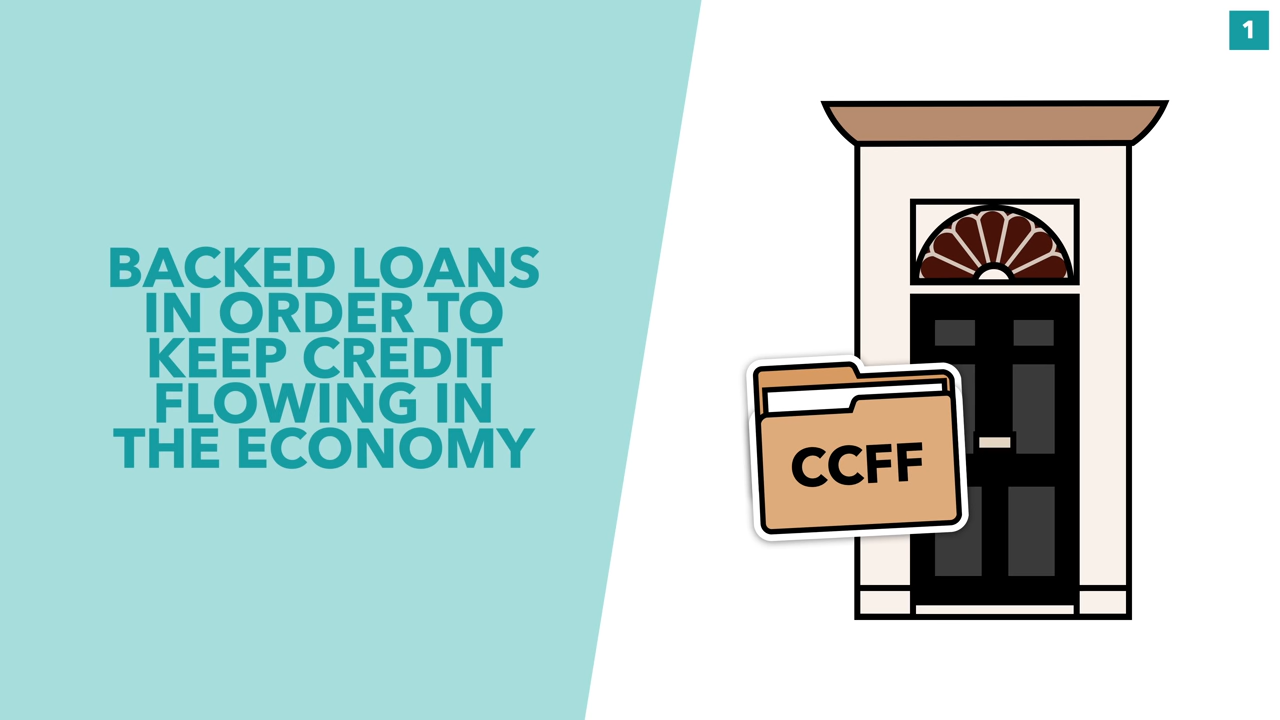 1
BACKED LOANS
IN ORDER TO
KEEP CREDIT
FLOWING IN
THE ECONOMY
CCFF